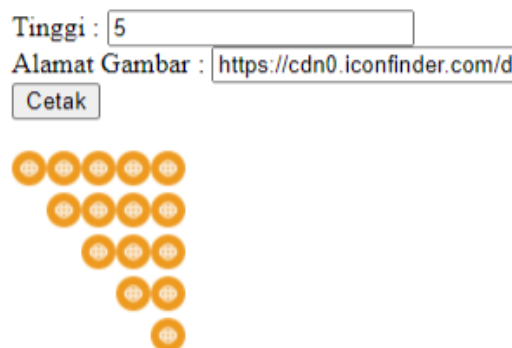 Tinggi : 5
Alamat Gambar : https://cdn0.iconfinder.com/d
Cetak